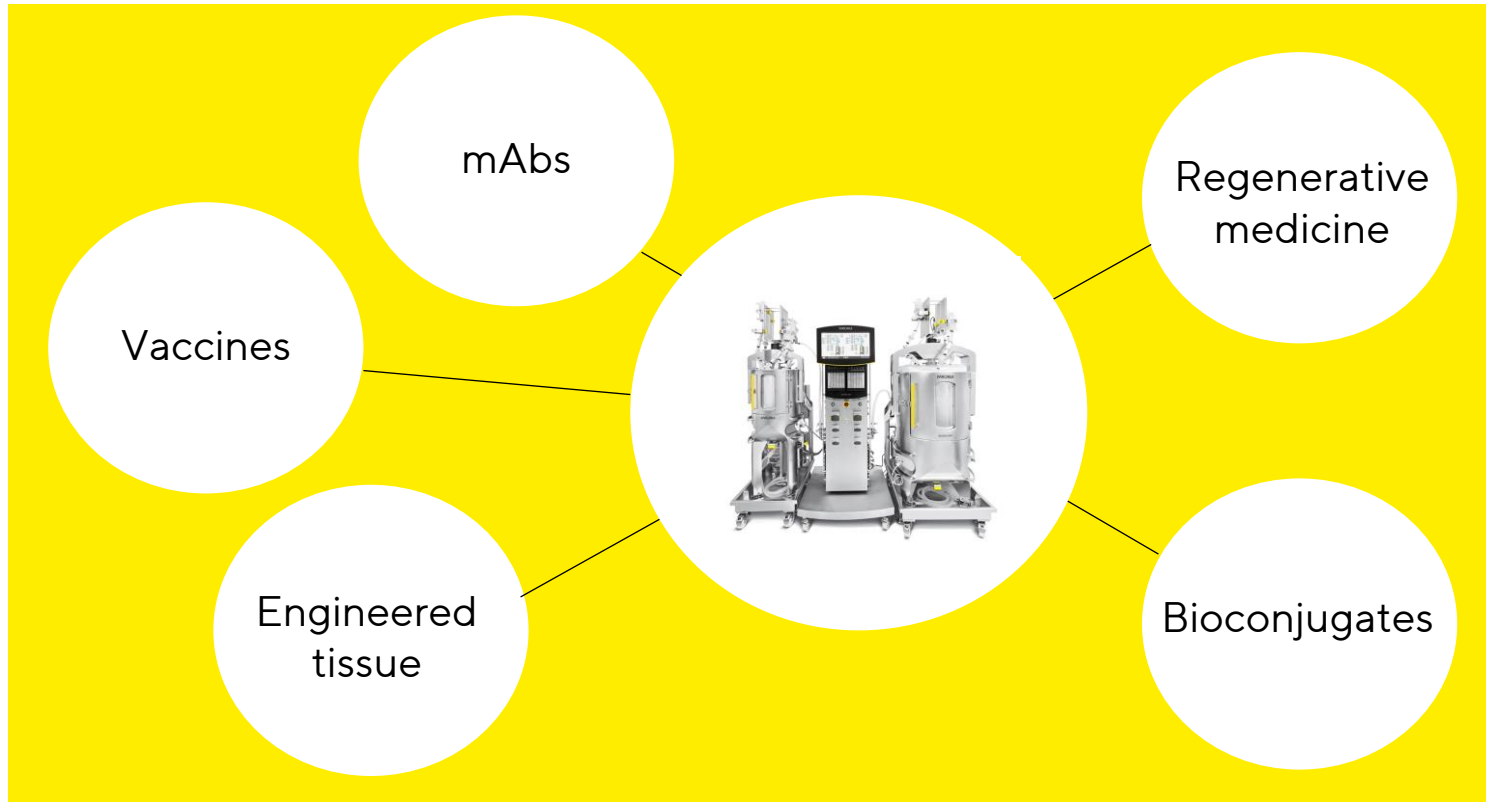 mAbs
Regenerative
medicine
Vaccines
Engineered
tissue
Bioconjugates